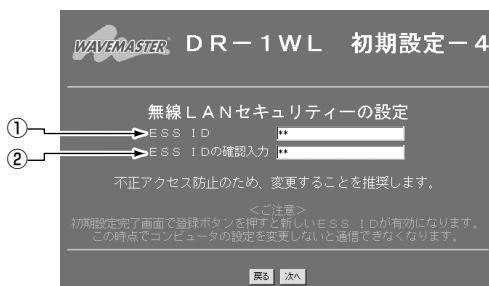 WAVEMASTER DR－1WL 初期設定－4
無線LANセキュリティーの設定
① ESS ID **
② ESS IDの確認入力 **
不正アクセス防止のため、変更することを推奨します。
＜ご注意＞
初期設定完了画面で登録ボタンを押すと新しいESS IDが有効になります。
この時点でコンピュータの設定を変更しないと通信できなくなります。
戻る 次へ